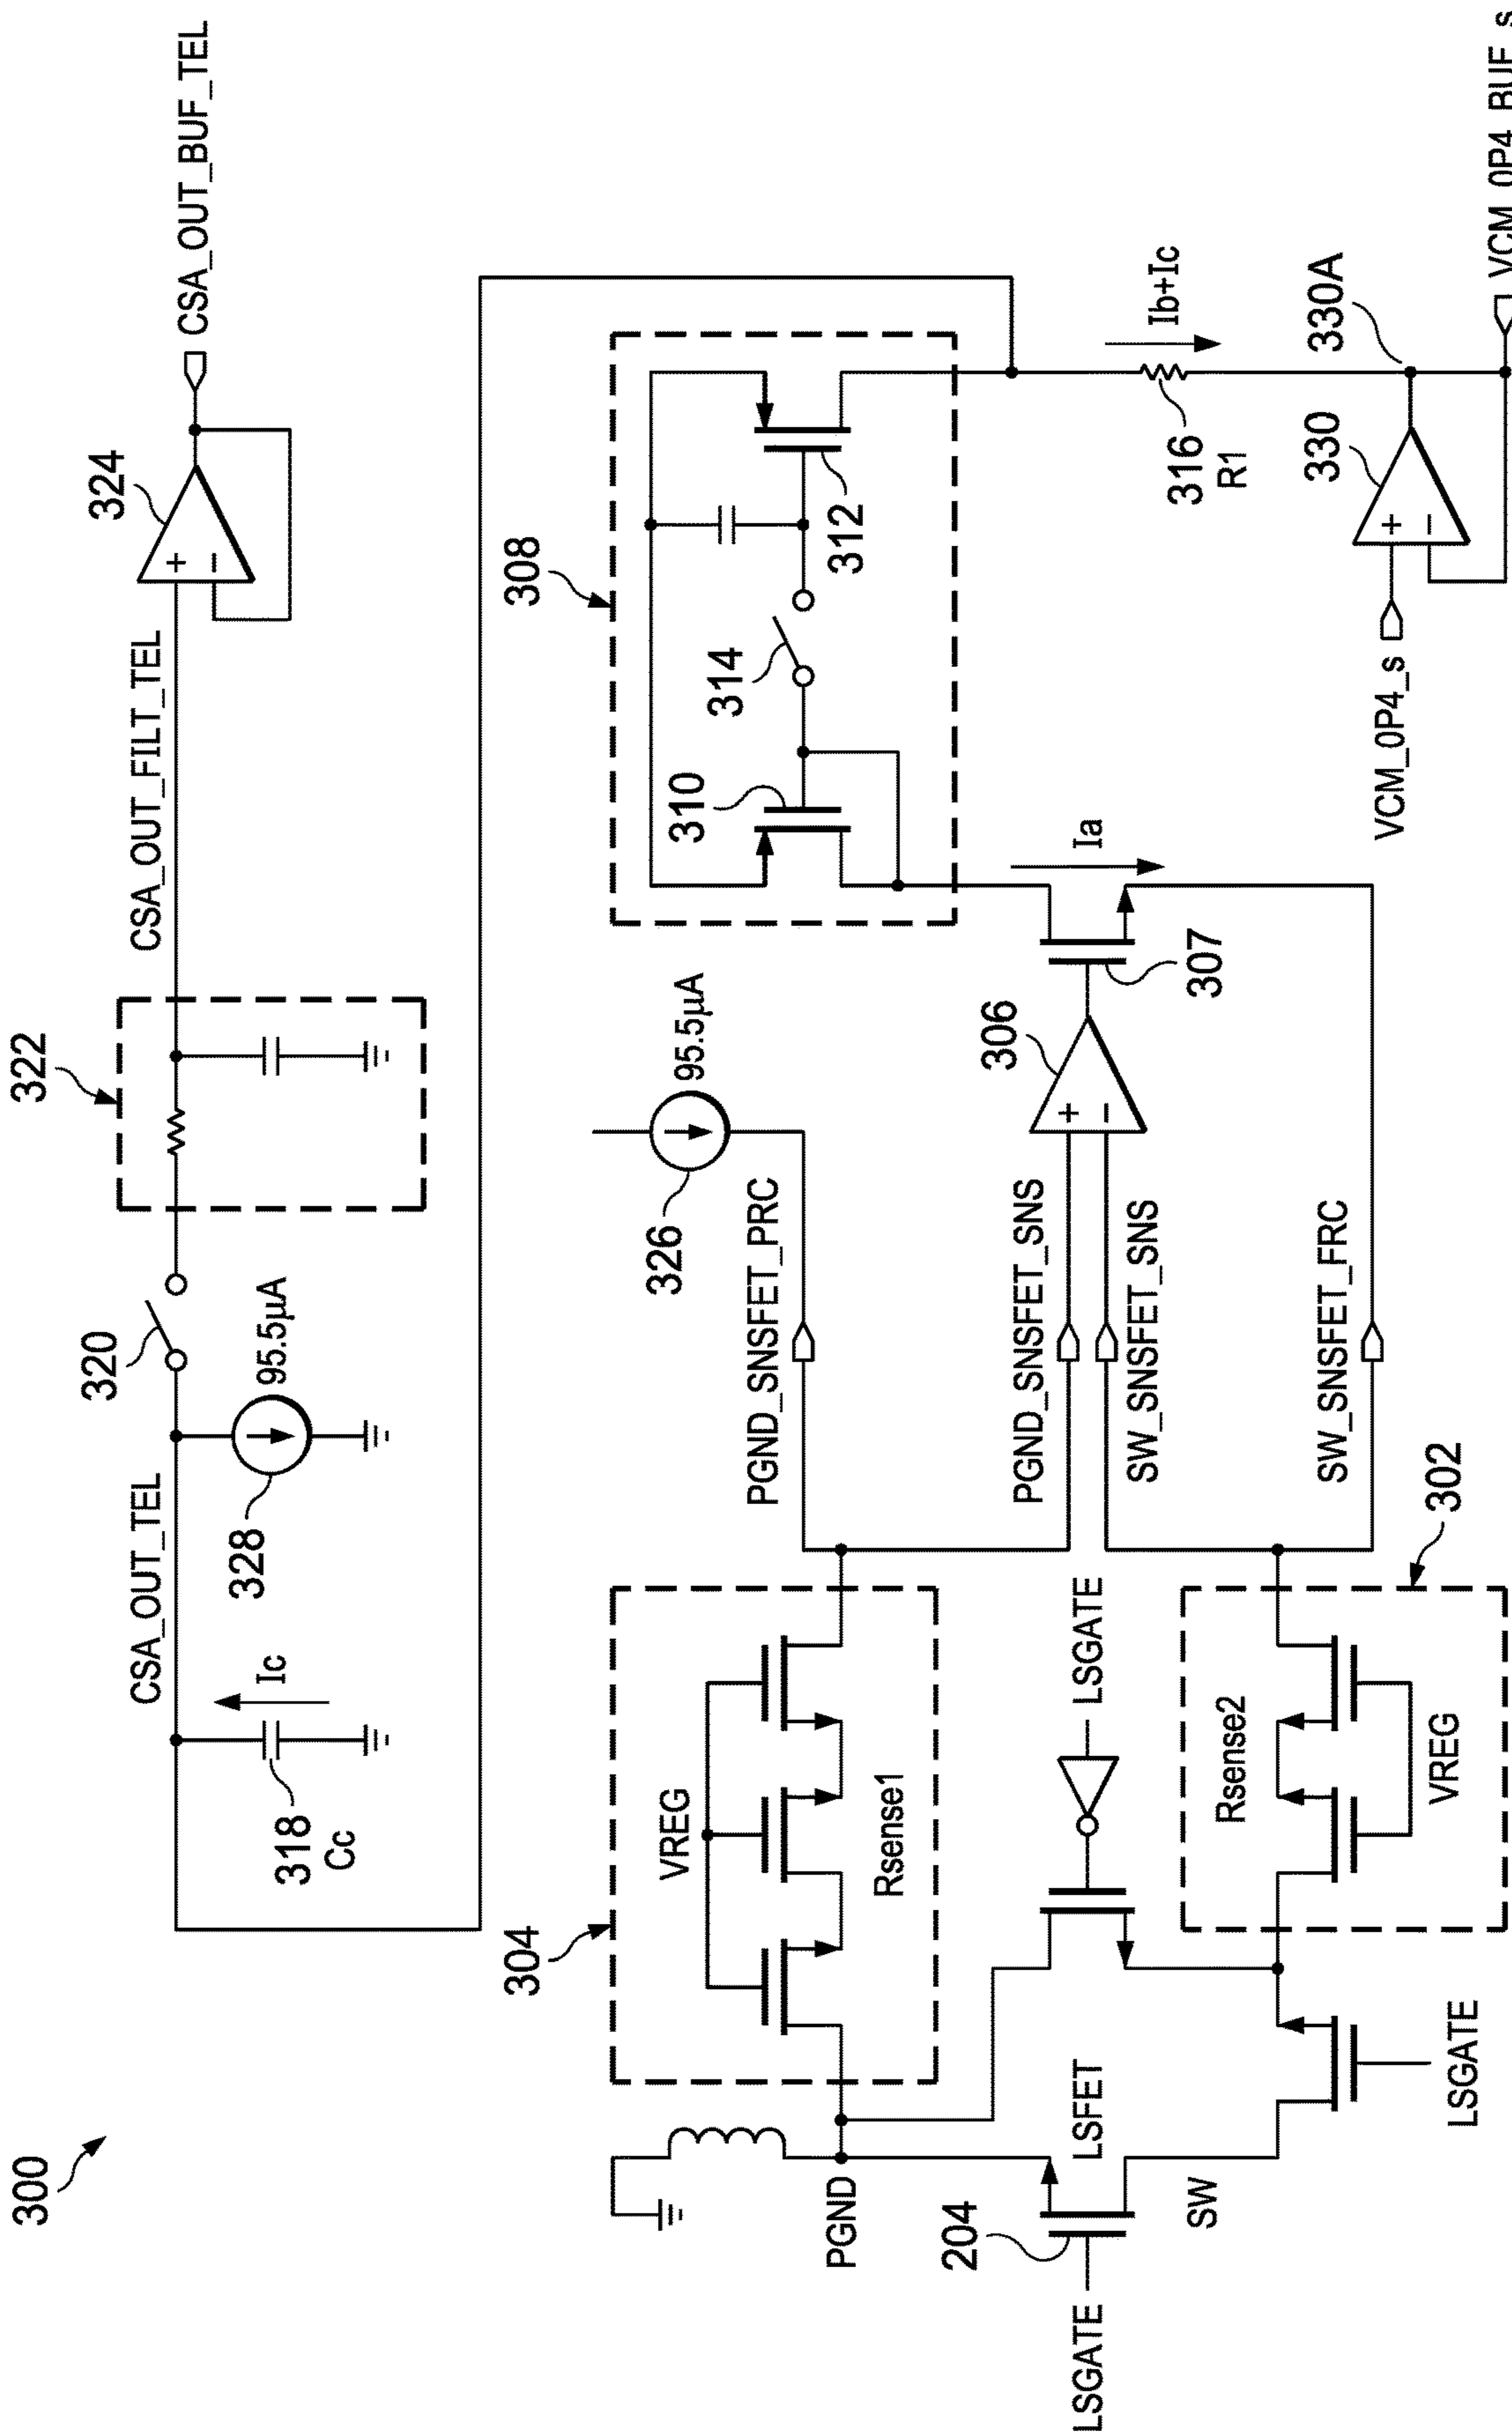 300
322
324
CSA_OUT_TEL
CSA_OUT_FILT_TEL
CSA_OUT_BUF_TEL
320
Ic
318
Cc
328
95.5µA
+
−
308
310
314
312
304
VREG
Rsense1
326
95.5µA
PGND_SNSFET_PRC
PGND
204
LSFET
LSGATE
SW
LSGATE
PGND_SNSFET_SNS
SW_SNSFET_SNS
SW_SNSFET_FRC
306
+
−
307
Ia
Ib+Ic
316
R1
330A
330
+
−
VCM_0P4_s
VCM_0P4_BUF_s
302
Rsense2
VREG
LSGATE